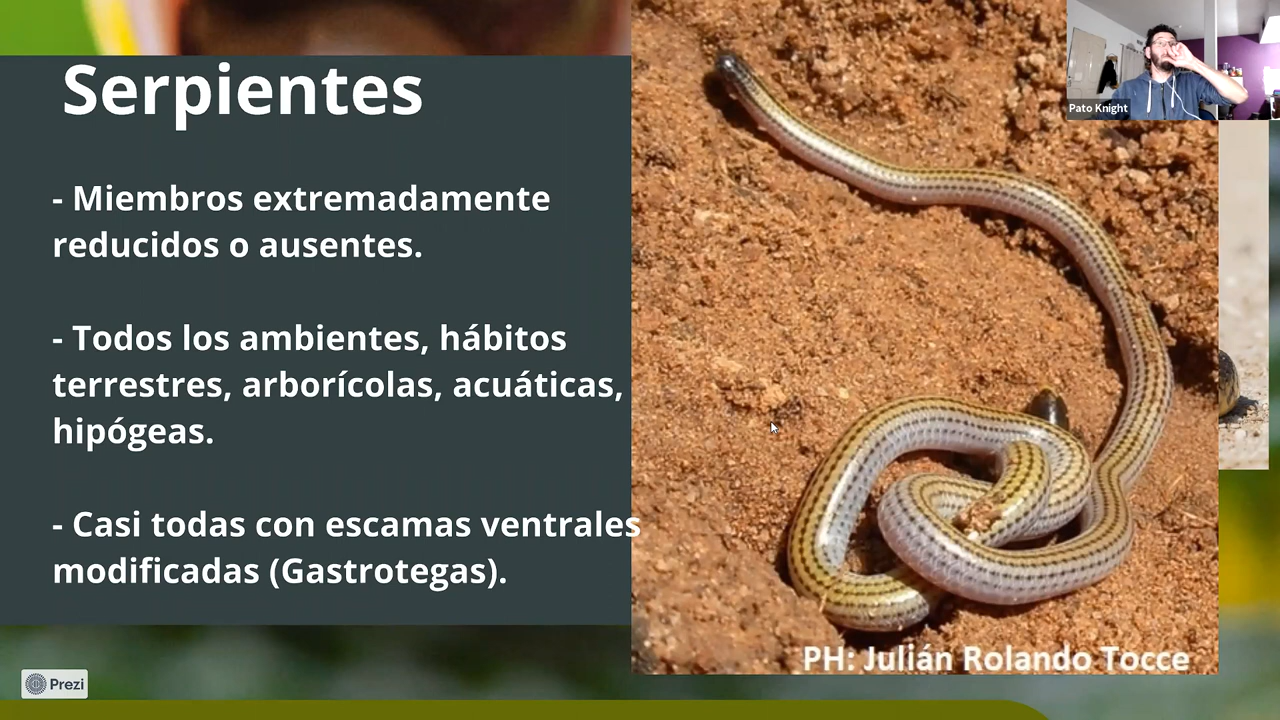 Serpientes
- Miembros extremadamente
reducidos o ausentes.
- Todos los ambientes, hábitos
terrestres, arborícolas, acuáticas,
hipógeas.
- Casi todas con escamas ventrales
modificadas (Gastrotegas).
Pato Knight
PH: Julián Rolando Tocce
Prezi